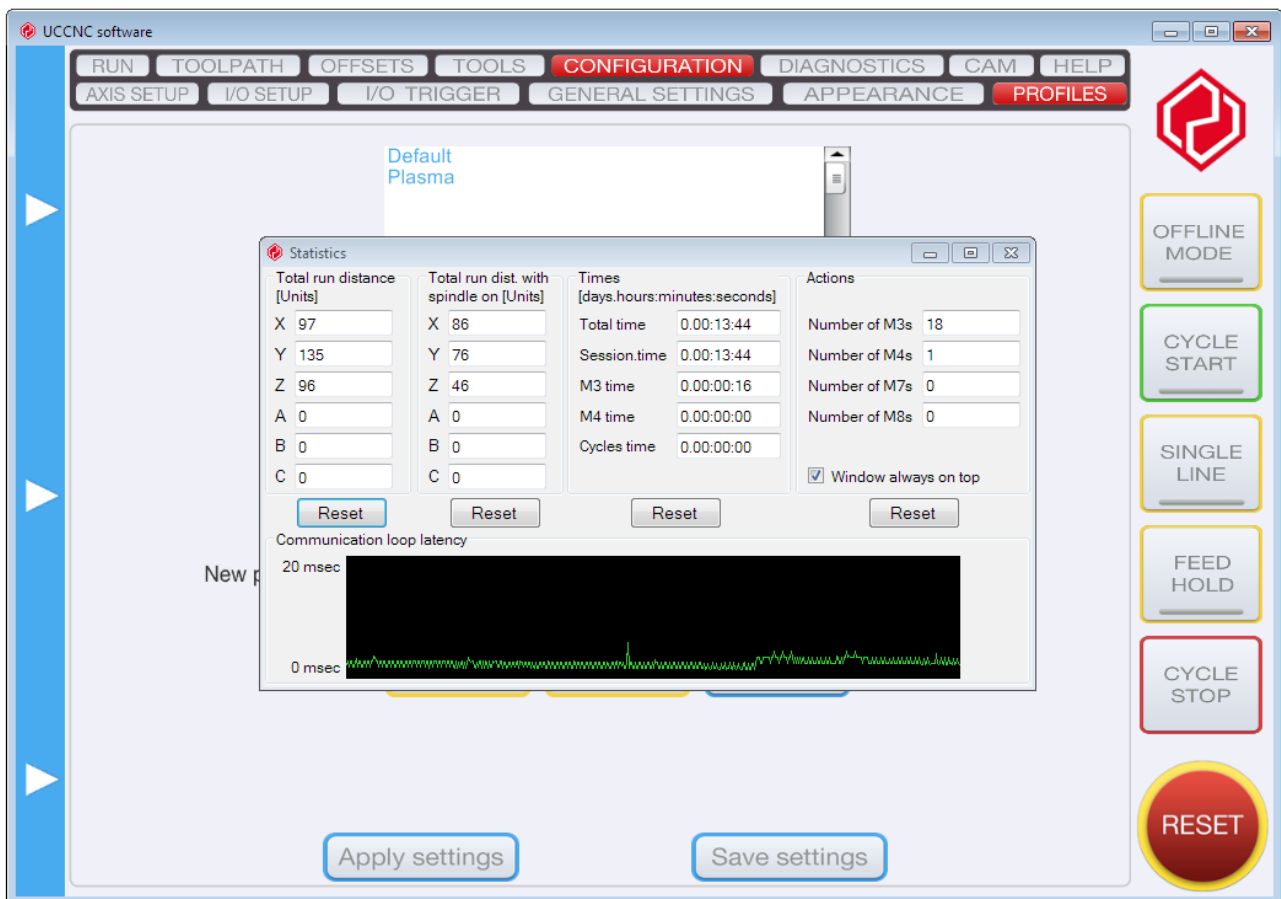 UCCNC software
RUN TOOLPATH OFFSETS TOOLS CONFIGURATION DIAGNOSTICS CAM HELP
AXIS SETUP I/O SETUP I/O TRIGGER GENERAL SETTINGS APPEARANCE PROFILES
Default
Plasma
Statistics
Total run distance
[Units]
X 97
Y 135
Z 96
A 0
B 0
C 0
Reset
Total run dist. with
spindle on [Units]
X 86
Y 76
Z 46
A 0
B 0
C 0
Reset
Times
[days.hours:minutes:seconds]
Total time 0.00:13:44
Session.time 0.00:13:44
M3 time 0.00:00:16
M4 time 0.00:00:00
Cycles time 0.00:00:00
Reset
Actions
Number of M3s 18
Number of M4s 1
Number of M7s 0
Number of M8s 0
Window always on top
Reset
Communication loop latency
20 msec
0 msec
New
Apply settings
Save settings
OFFLINE
MODE
CYCLE
START
SINGLE
LINE
FEED
HOLD
CYCLE
STOP
RESET